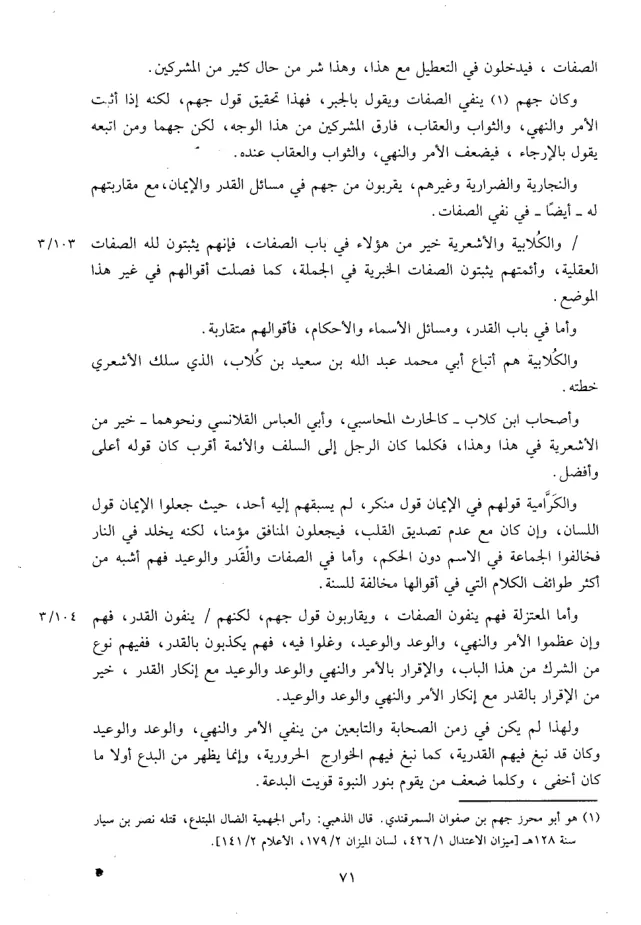 الصفات ، فيدخلون في التعطيل مع هذا، وهذا شر من حال كثير من المشركين.
وكان جهم (١) ينفي الصفات ويقول بالجبر، فهذا تحقيق قول جهم، لكنه إذا أثبت
الأمر والنهي، والثواب والعقاب، فارق المشركين من هذا الوجه، لكن جهما ومن اتبعه
يقول بالإرجاء ، فيضعف الأمر والنهي، والثواب والعقاب عنده.
والنجارية والضرارية وغيرهم، يقربون من جهم في مسائل القدر والإيمان، مع مقاربتهم
له ـ أيضًا ـ في نفي الصفات.
/ والكُلابية والأشعرية خير من هؤلاء في باب الصفات، فإنهم يثبتون لله الصفات ٣/١٠٣
العقلية، وأئمتهم يثبتون الصفات الخبرية في الجملة، كما فصلت أقوالهم في غير هذا
الموضع.
وأما في باب القدر، ومسائل الأسماء والأحكام، فأقوالهم متقاربة.
والكُلابية هم أتباع أبي محمد عبد الله بن سعيد بن كُلاب، الذي سلك الأشعري
خطته.
وأصحاب ابن كلاب ـ كالحارث المحاسبي، وأبي العباس القلانسي ونحوهما ـ خير من
الأشعرية في هذا وهذا، فكلما كان الرجل إلى السلف والأئمة أقرب كان قوله أعلى
وأفضل.
والكَرَّامية قولهم في الإيمان قول منكر، لم يسبقهم إليه أحد، حيث جعلوا الإيمان قول
اللسان، وإن كان مع عدم تصديق القلب، فيجعلون المنافق مؤمنا، لكنه يخلد في النار
فخالفوا الجماعة في الاسم دون الحكم، وأما في الصفات والْقَدر والوعيد فهم أشبه من
أكثر طوائف الكلام التي في أقوالها مخالفة للسنة.
وأما المعتزلة فهم ينفون الصفات ، ويقاربون قول جهم، لكنهم / ينفون القدر، فهم ٣/١٠٤
وإن عظموا الأمر والنهي، والوعد والوعيد، وغلوا فيه، فهم يكذبون بالقدر، ففيهم نوع
من الشرك من هذا الباب، والإقرار بالأمر والنهي والوعد والوعيد مع إنكار القدر ، خير
من الإقرار بالقدر مع إنكار الأمر والنهي والوعد والوعيد.
ولهذا لم يكن في زمن الصحابة والتابعين من ينفي الأمر والنهي، والوعد والوعيد
وكان قد نبغ فيهم القدرية، كما نبغ فيهم الخوارج الحرورية، وإنما يظهر من البدع أولا ما
كان أخفى ، وكلما ضعف من يقوم بنور النبوة قويت البدعة.
(١) هو أبو محرز جهم بن صفوان السمرقندي. قال الذهبي: رأس الجهمية الضال المبتدع، قتله نصر بن سيار
سنة ١٢٨هـ [ميزان الاعتدال ٤٢٦/١، لسان الميزان ١٧٩/٢، الأعلام ١٤١/٢].
٧١